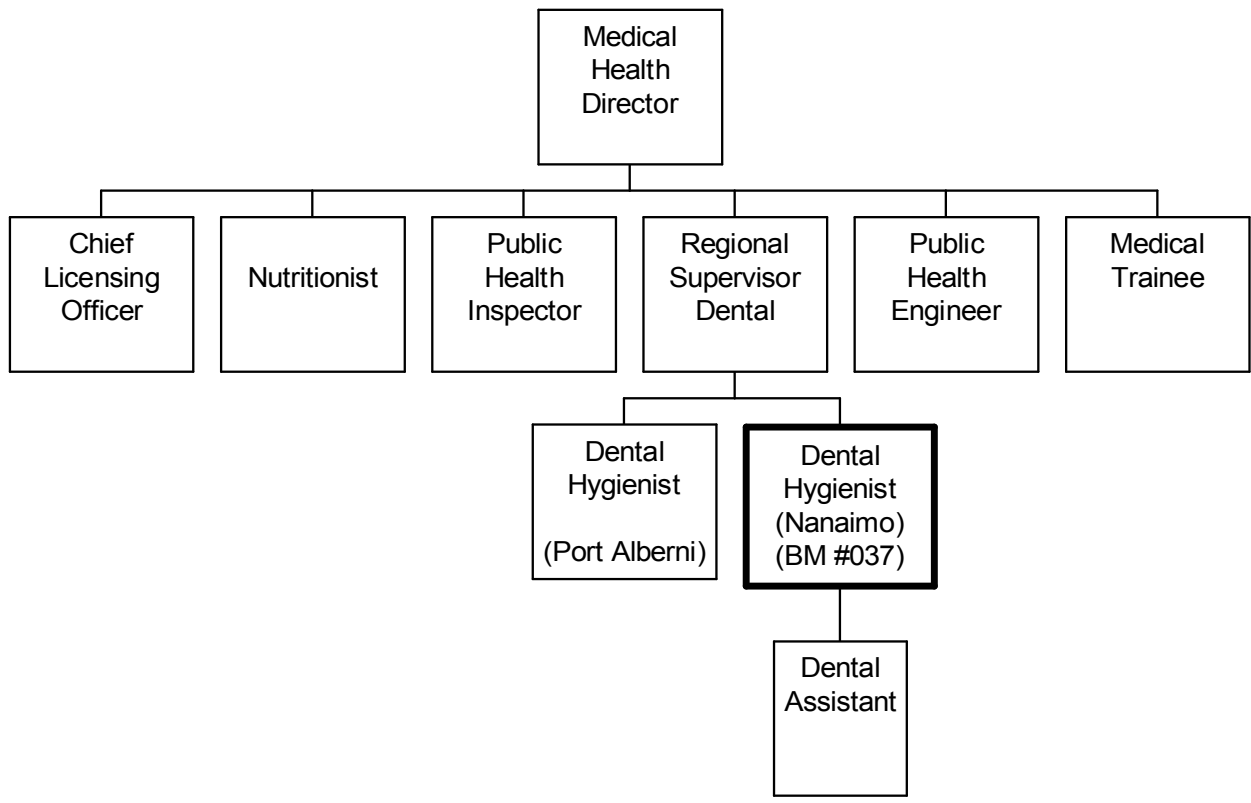 Medical
Health
Director
Chief
Licensing
Officer
Nutritionist
Public
Health
Inspector
Regional
Supervisor
Dental
Public
Health
Engineer
Medical
Trainee
Dental
Hygienist
(Port Alberni)
Dental
Hygienist
(Nanaimo)
(BM #037)
Dental
Assistant